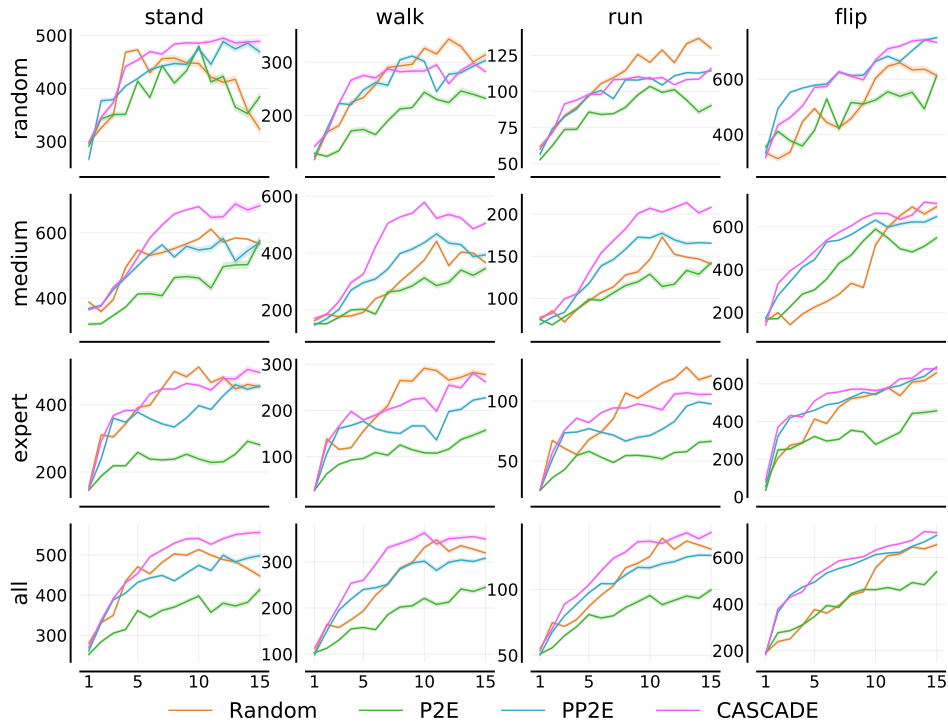 stand walk run flip
random 500 400 300 300 200 125 100 75 50 600 400
medium 600 400 600 400 200 200 150 100 600 400 200
expert 400 200 300 200 100 100 50 600 400 200 0
all 500 400 300 300 200 100 100 50 600 400 200
1 5 10 15 1 5 10 15 1 5 10 15 1 5 10 15
Random P2E PP2E CASCADE